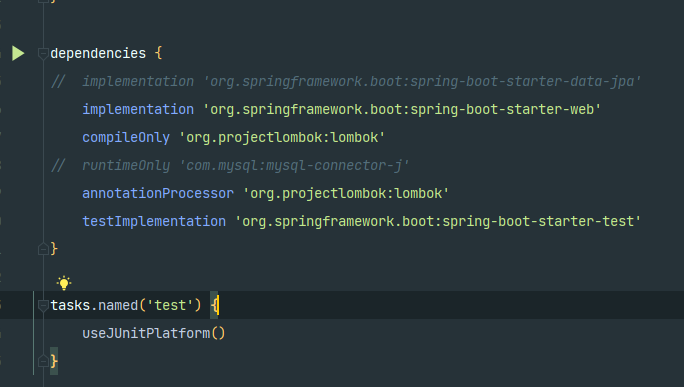 dependencies {
//  implementation 'org.springframework.boot:spring-boot-starter-data-jpa'
    implementation 'org.springframework.boot:spring-boot-starter-web'
    compileOnly 'org.projectlombok:lombok'
//  runtimeOnly 'com.mysql:mysql-connector-j'
    annotationProcessor 'org.projectlombok:lombok'
    testImplementation 'org.springframework.boot:spring-boot-starter-test'
}
tasks.named('test') {
    useJUnitPlatform()
}